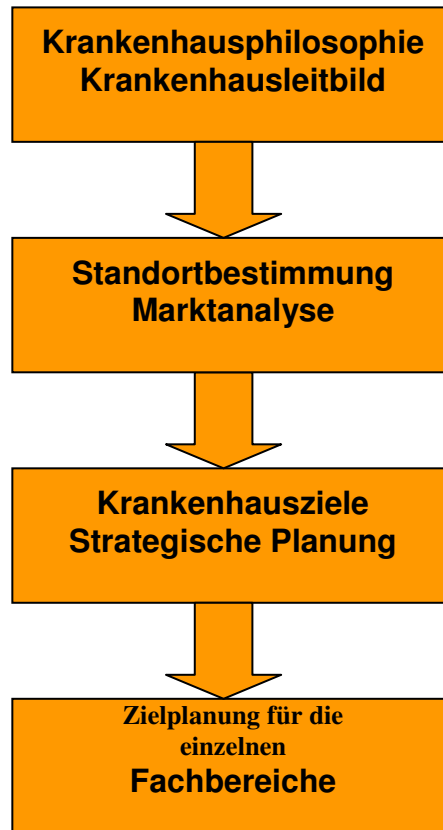 Krankenhausphilosophie
Krankenhausleitbild
Standortbestimmung
Marktanalyse
Krankenhausziele
Strategische Planung
Zielplanung für die
einzelnen
Fachbereiche